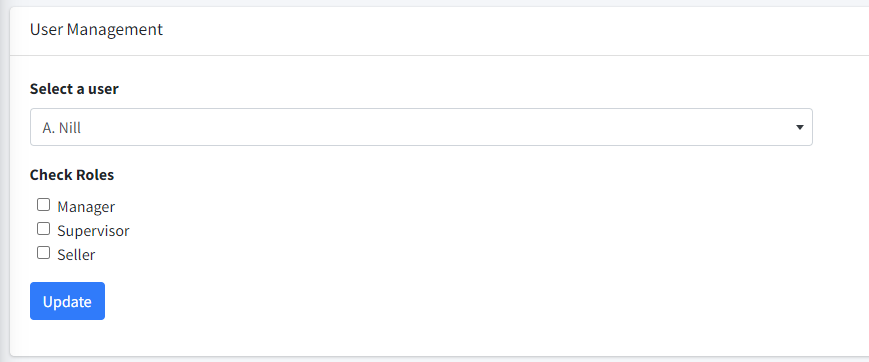 User Management
Select a user
A. Nill
Check Roles
Manager
Supervisor
Seller
Update